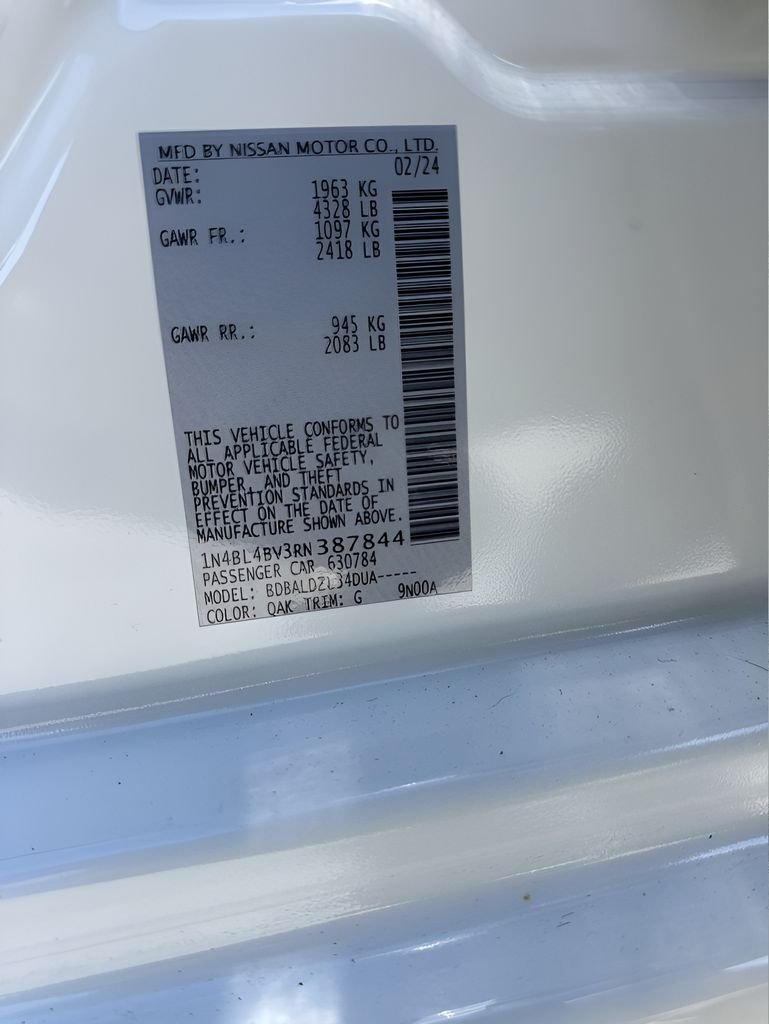 MFD BY NISSAN MOTOR CO., LTD.
DATE: 02/24
GVWR: 1963 KG
4328 LB
GAWR FR.: 1097 KG
2418 LB
GAWR RR.: 945 KG
2083 LB
THIS VEHICLE CONFORMS TO
ALL APPLICABLE FEDERAL
MOTOR VEHICLE SAFETY,
BUMPER, AND THEFT
PREVENTION STANDARDS IN
EFFECT ON THE DATE OF
MANUFACTURE SHOWN ABOVE.
1N4BL4BV3RN387844
PASSENGER CAR 630784
MODEL: 
COLOR: QAK TRIM: G 9N00A